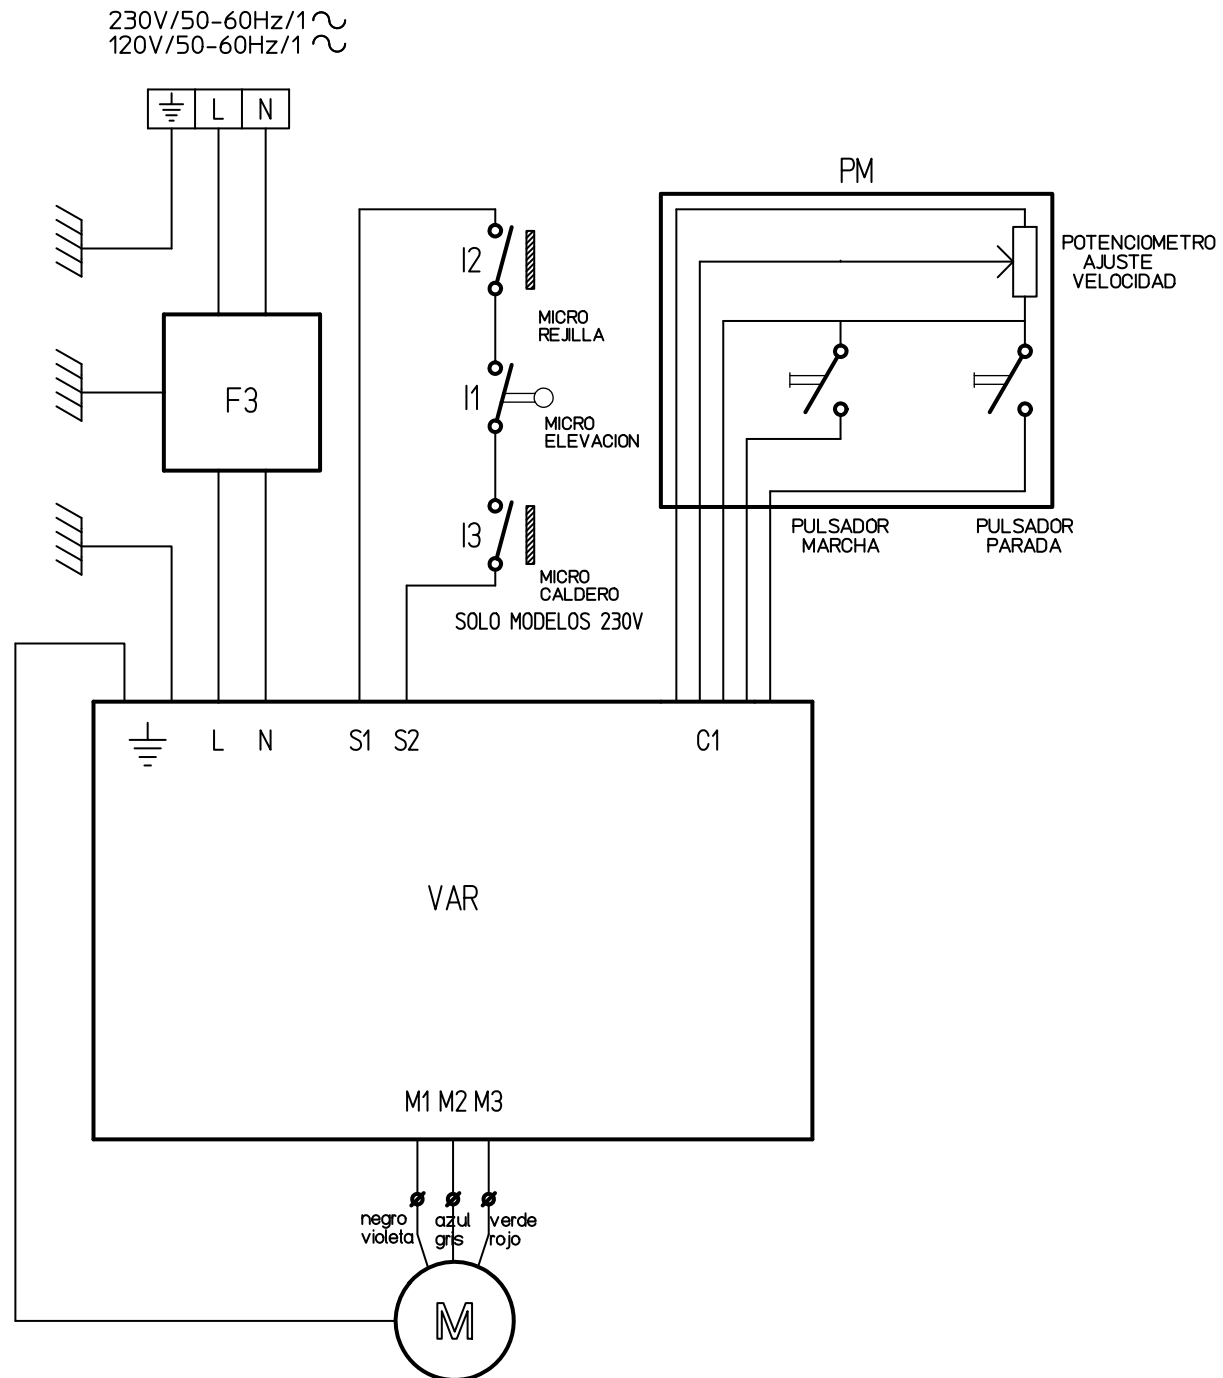 230V/50-60Hz/1
120V/50-60Hz/1
L N
PM
POTENCIOMETRO
AJUSTE
VELOCIDAD
I2
MICRO
REJILLA
F3
I1
MICRO
ELEVACION
I3
MICRO
CALDERO
SOLO MODELOS 230V
PULSADOR
MARCHA
PULSADOR
PARADA
L N S1 S2 C1
VAR
M1 M2 M3
negro
violeta
azul
gris
verde
rojo
M